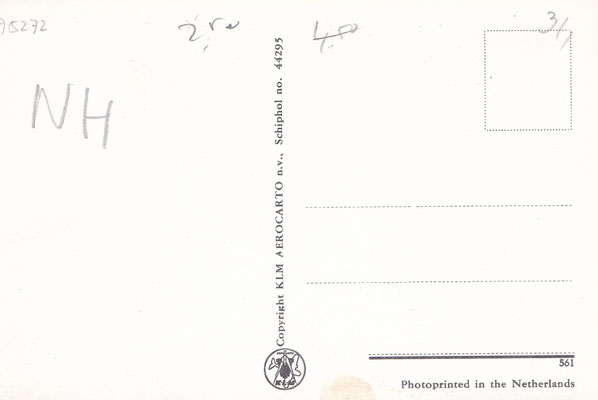 95272
2,50
4,50
3,
NH
Copyright KLM AEROCARTO n.v., Schiphol no. 44295
561
Photoprinted in the Netherlands